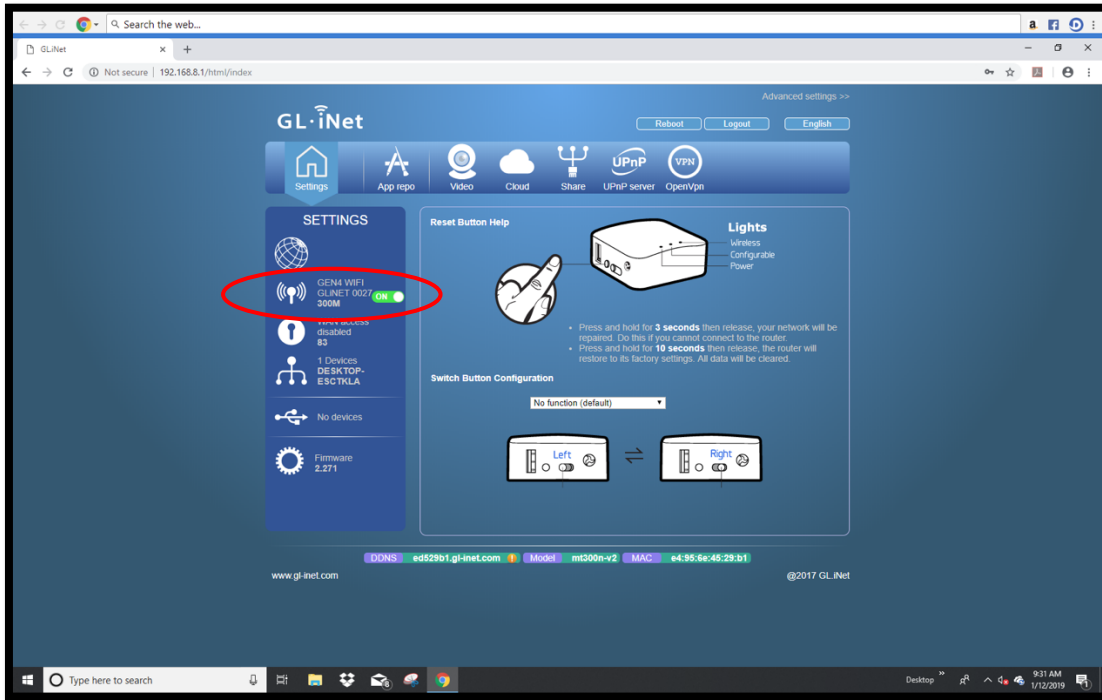 Search the web...
GLiNet
Not secure | 192.168.8.1/html/index
Advanced settings >>
GL·iNet
Reboot
Logout
English
Settings
App repo
Video
Cloud
Share
UPnP
UPnP server
VPN
OpenVpn
SETTINGS
GEN4 WIFI
GLiNET 0027
300M
ON
WAN access
disabled
83
1 Devices
DESKTOP-
ESCTKLA
No devices
Firmware
2.271
Reset Button Help
Lights
Wireless
Configurable
Power
Press and hold for 3 seconds then release, your network will be
repaired. Do this if you cannot connect to the router.
Press and hold for 10 seconds then release, the router will
restore to its factory settings. All data will be cleared.
Switch Button Configuration
No function (default)
Left
Right
DDNS ed529b1.gl-inet.com Model mt300n-v2 MAC e4:95:6e:45:29:b1
www.gl-inet.com
@2017 GL.iNet
Type here to search
Desktop
9:31 AM
1/12/2019